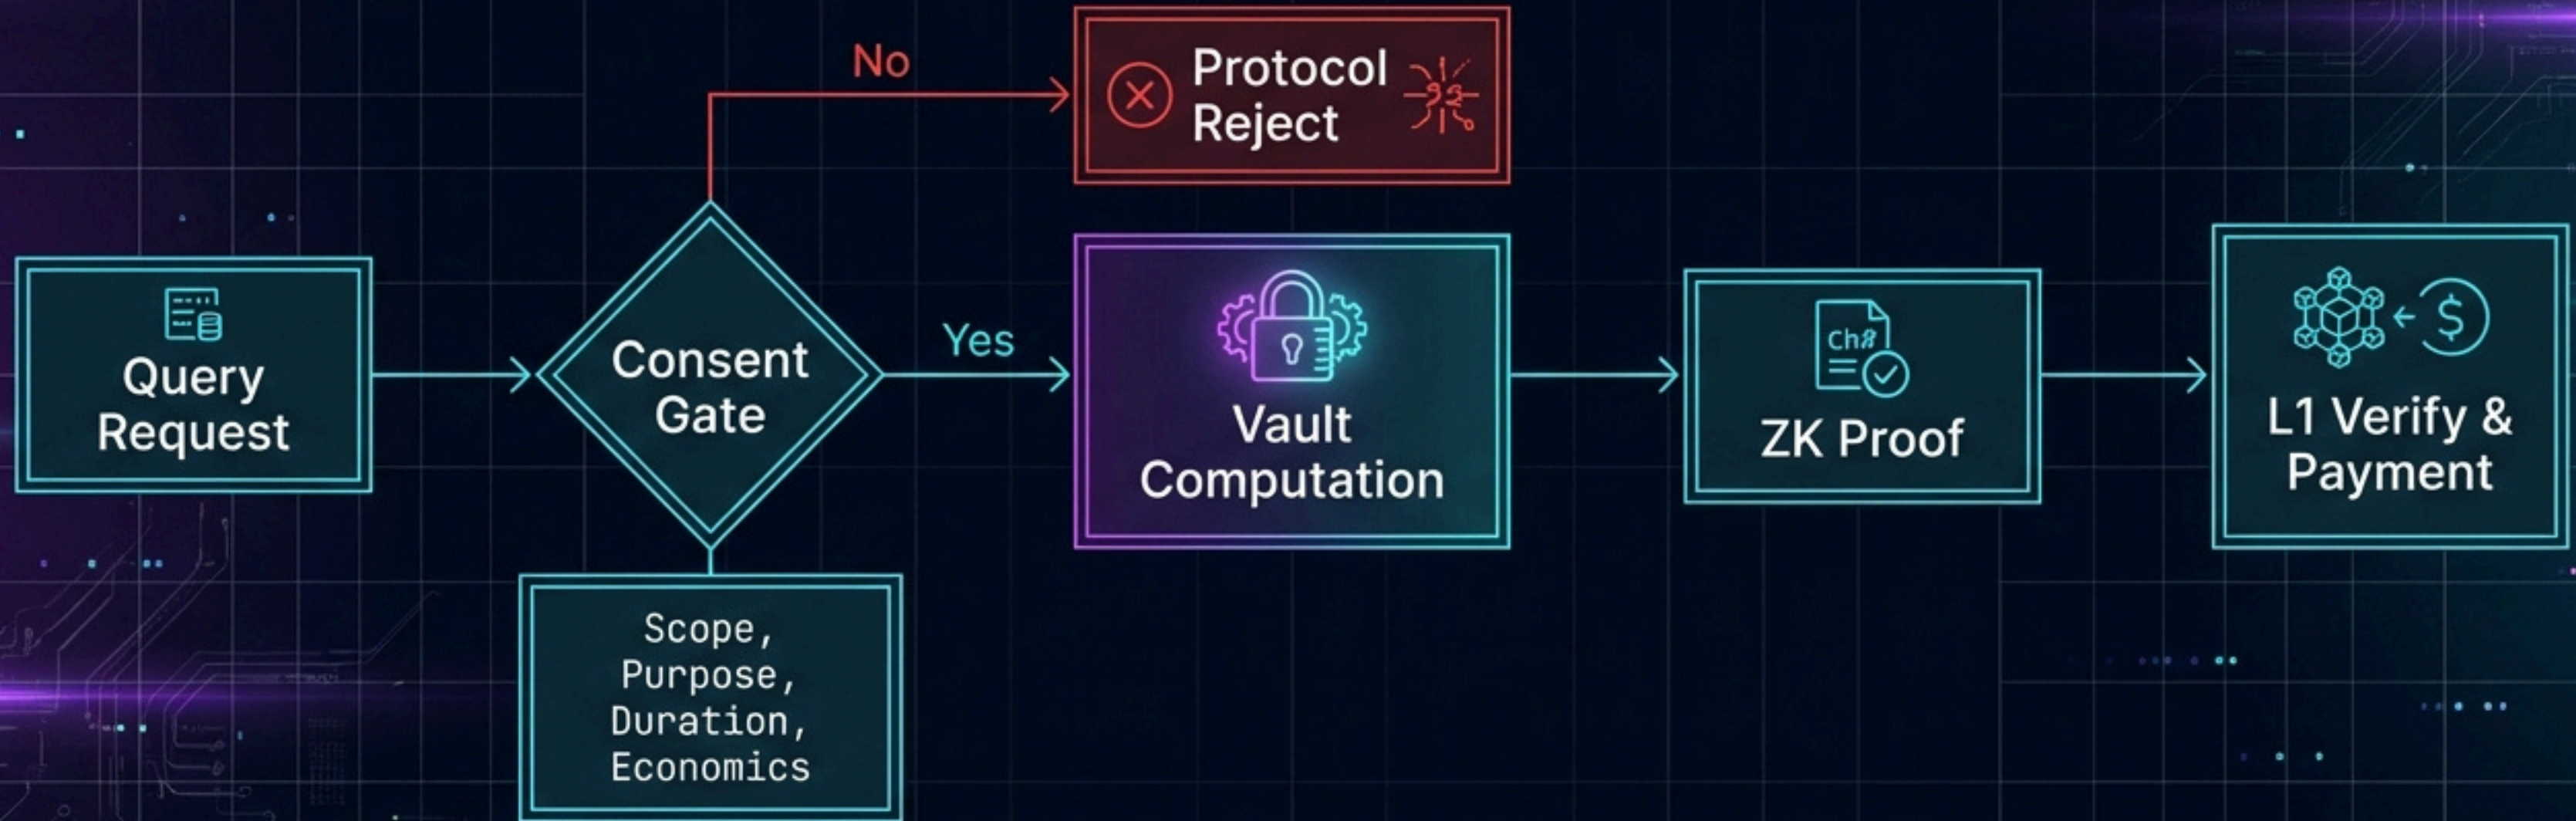 No
Protocol
Reject
Query
Request
Consent
Gate
Yes
Vault
Computation
ZK Proof
L1 Verify &
Payment
$
Scope,
Purpose,
Duration,
Economics